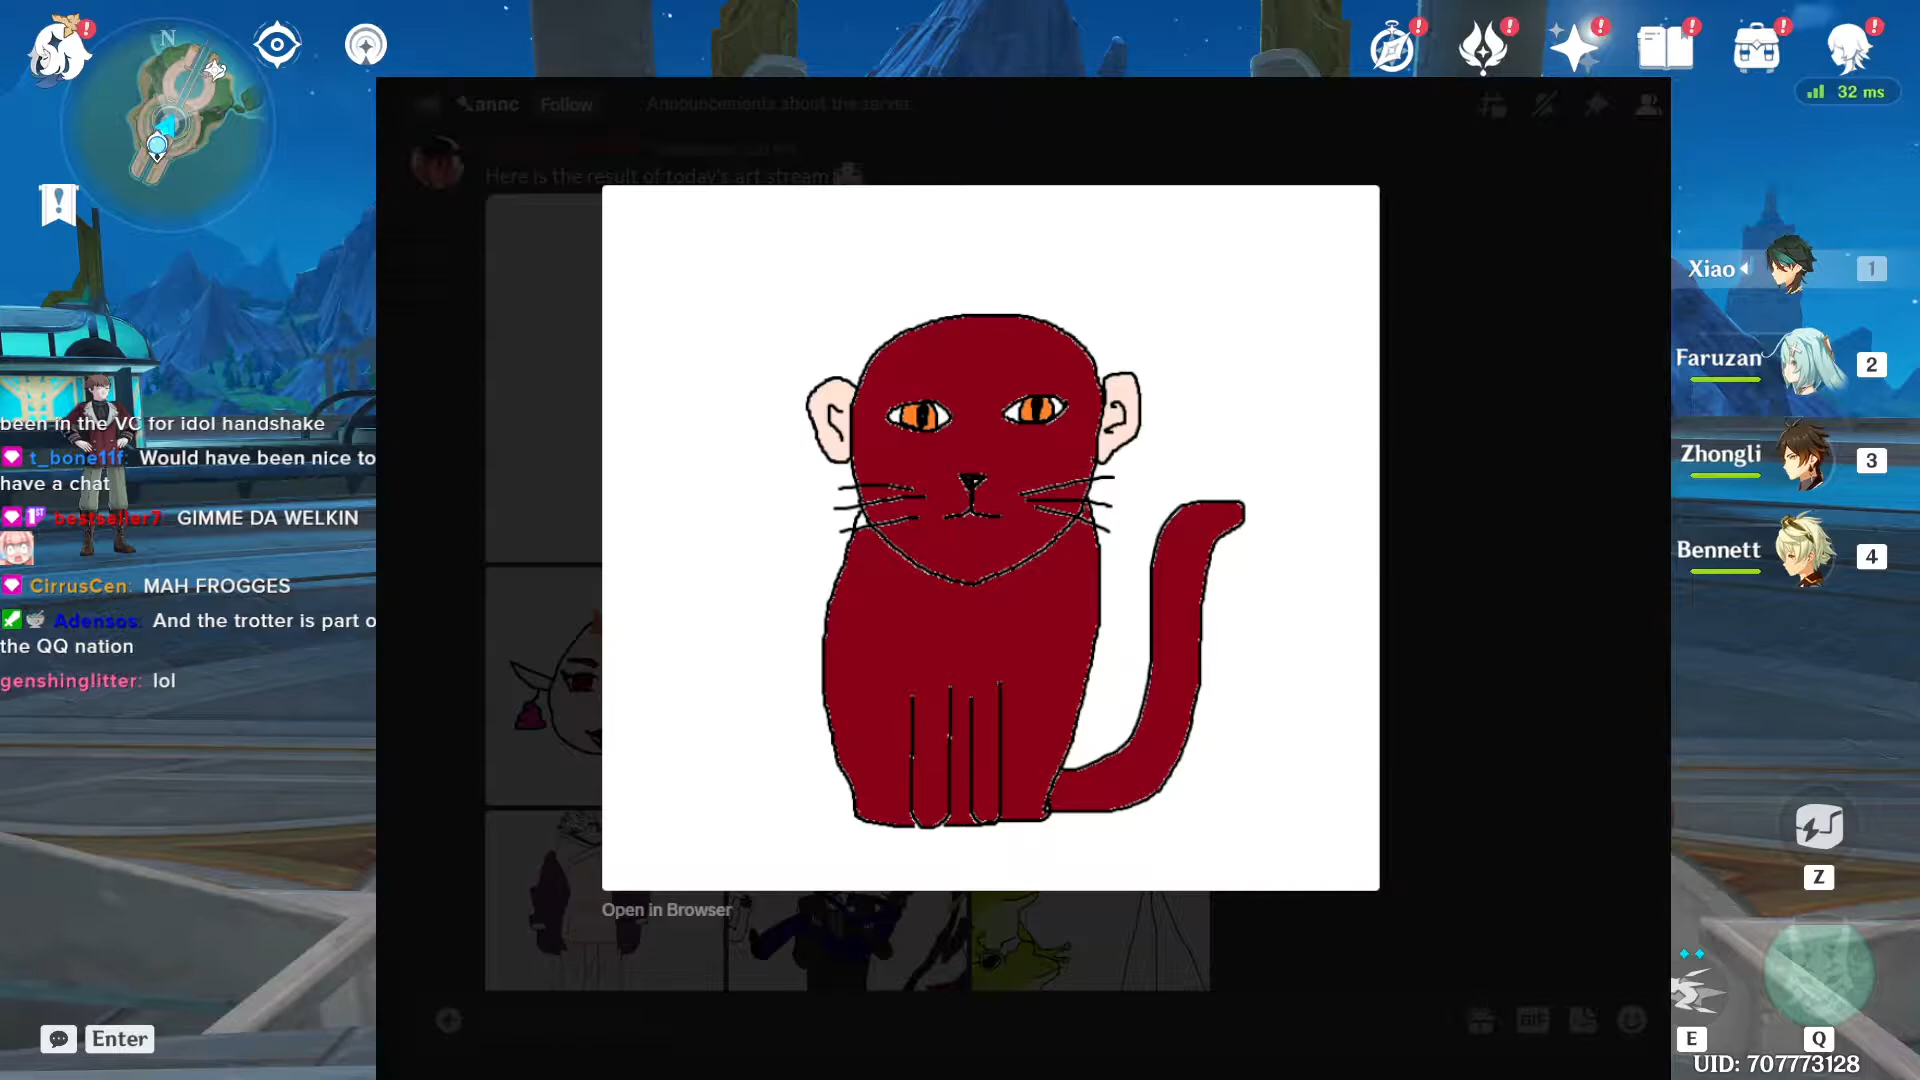 N
32 ms
annc
Follow
Anouncements about the server
Here is the result of today's art stream
Xiao
1
Faruzan
2
Zhongli
3
Bennett
4
been in the VC for idol handshake
t_bone11f: Would have been nice to
have a chat
bestseller7 GIMME DA WELKIN
CirrusCen: MAH FROGGES
Adensos: And the trotter is part o
the QQ nation
genshinglitter: lol
Open in Browser
Z
GIF
Enter
E
Q
UID: 707773128